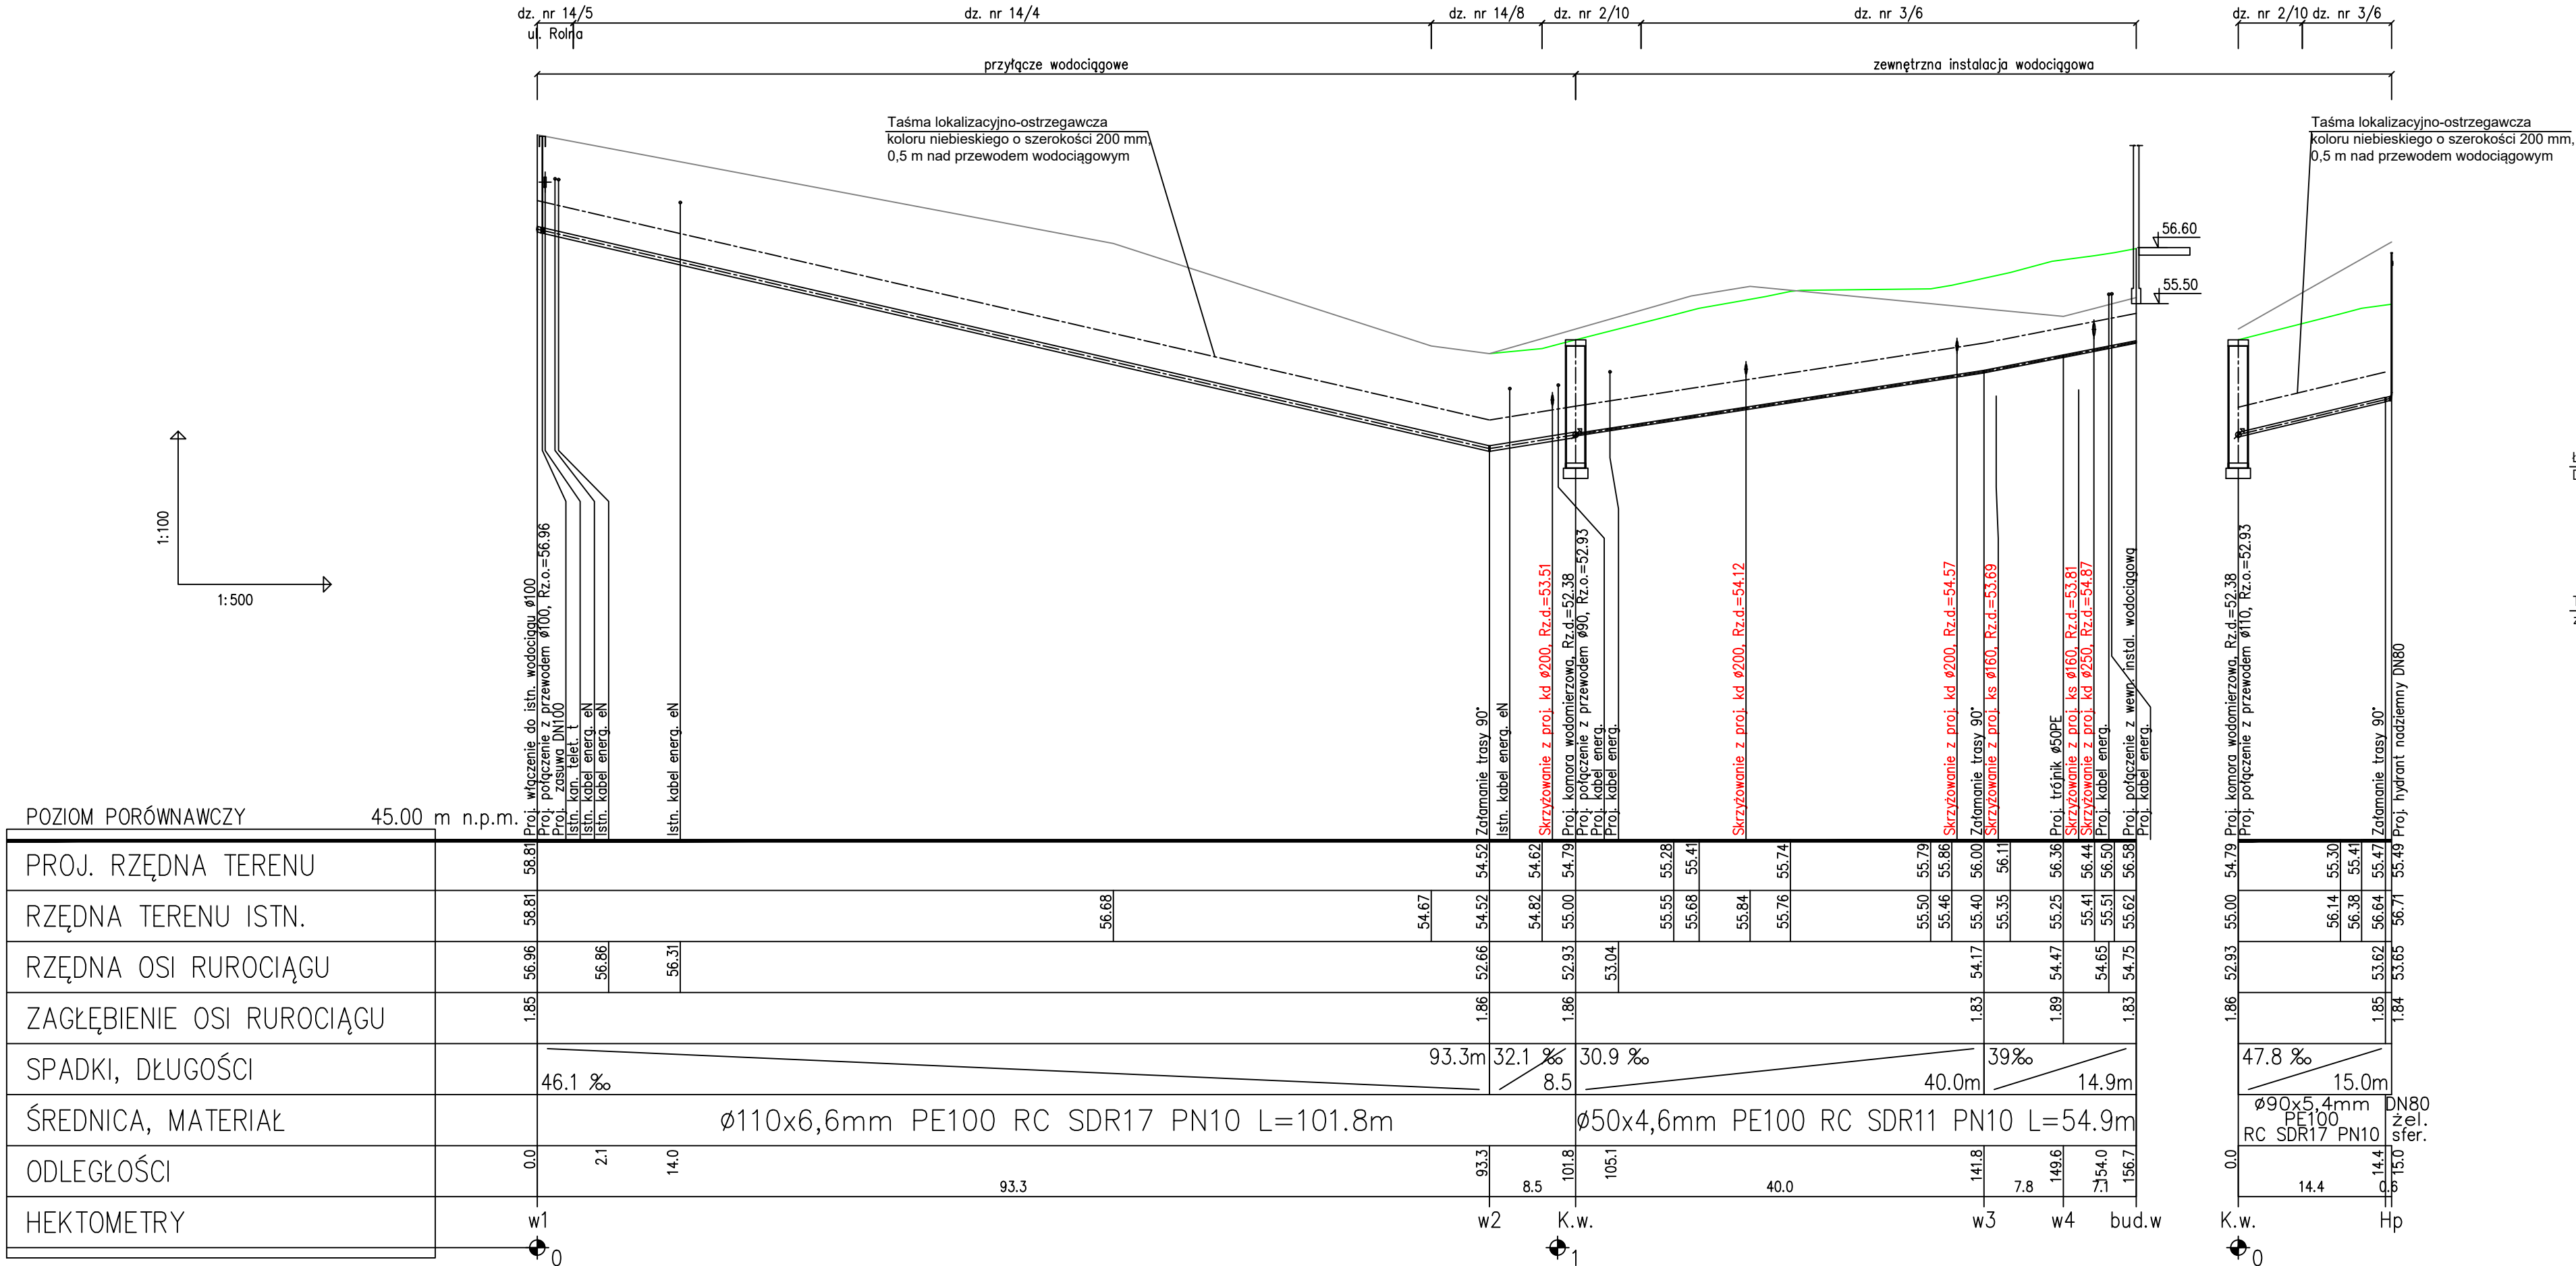 dz. nr 14/5
dz. nr 14/4
dz. nr 14/8
dz. nr 2/10
dz. nr 3/6
dz. nr 2/10
dz. nr 3/6
ul. Rolna
przyłącze wodociągowe
zewnętrzna instalacja wodociągowa
Taśma lokalizacyjno-ostrzegawcza
koloru niebieskiego o szerokości 200 mm,
0,5 m nad przewodem wodociągowym
Taśma lokalizacyjno-ostrzegawcza
koloru niebieskiego o szerokości 200 mm,
0,5 m nad przewodem wodociągowym
56.60
55.50
1:100
1:500
Proj. włączenie do istn. wodociągu ø100
Proj. połączenie z przewodem ø100, Rz.o.=56.96
Proj. zasuwa DN100
Istn. kan. telet. t
Istn. kabel energ. eN
Istn. kabel energ. eN
Istn. kabel energ. eN
Załamanie trasy 90°
Istn. kabel energ. eN
Skrzyżowanie z proj. kd ø200, Rz.d.=53.51
Proj. komora wodomierzowa, Rz.d.=52.38
Proj. połączenie z przewodem ø90, Rz.o.=52.93
Proj. kabel energ.
Proj. kabel energ.
Skrzyżowanie z proj. kd ø200, Rz.d.=54.12
Skrzyżowanie z proj. kd ø200, Rz.d.=54.57
Załamanie trasy 90°
Skrzyżowanie z proj. ks ø160, Rz.d.=53.69
Proj. trójnik ø50PE
Skrzyżowanie z proj. ks ø160, Rz.d.=53.81
Skrzyżowanie z proj. kd ø250, Rz.d.=54.87
Proj. kabel energ.
Proj. połączenie z wewn. instal. wodociągową
Proj. kabel energ.
Proj. komora wodomierzowa, Rz.d.=52.38
Proj. połączenie z przewodem ø110, Rz.o.=52.93
Załamanie trasy 90°
Proj. hydrant nadziemny DN80
POZIOM PORÓWNAWCZY 45.00 m n.p.m.
PROJ. RZĘDNA TERENU
58.81 54.52 54.62 54.79 55.28 55.41 55.74 55.79 55.86 56.00 56.11 56.36 56.44 56.50 56.58 54.79 55.30 55.41 55.47 55.49
RZĘDNA TERENU ISTN.
58.81 56.68 54.67 54.52 54.82 55.00 55.55 55.68 55.84 55.76 55.50 55.46 55.40 55.35 55.25 55.41 55.51 55.62 55.00 56.14 56.38 56.64 56.71
RZĘDNA OSI RUROCIĄGU
56.96 56.86 56.31 52.66 52.93 53.04 54.17 54.47 54.65 54.75 52.93 53.62 53.65
ZAGŁĘBIENIE OSI RUROCIĄGU
1.85 1.86 1.86 1.83 1.89 1.83 1.86 1.85 1.84
SPADKI, DŁUGOŚCI
46.1 ‰ 93.3m 32.1 ‰ 8.5 30.9 ‰ 40.0m 39‰ 14.9m 47.8 ‰ 15.0m
ŚREDNICA, MATERIAŁ
ø110x6,6mm PE100 RC SDR17 PN10 L=101.8m
ø50x4,6mm PE100 RC SDR11 PN10 L=54.9m
ø90x5,4mm
PE100
RC SDR17 PN10
DN80
żel.
sfer.
ODLEGŁOŚCI
0.0 2.1 14.0 93.3 101.8 105.1 141.8 149.6 154.0 156.7 0.0 14.4 15.0
93.3 8.5 40.0 7.8 7.1 14.4 0.6
HEKTOMETRY
w1 w2 K.w. w3 w4 bud.w K.w. Hp
0 1 0